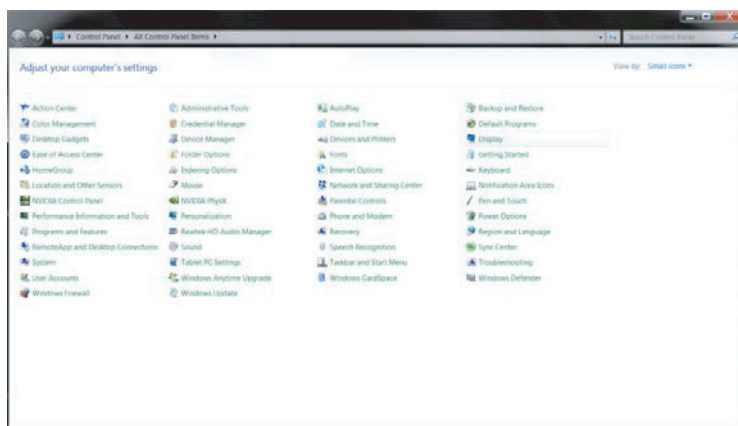 Control Panel ▸ All Control Panel Items ▸
Search Control Panel
Adjust your computer's settings
View by: Small icons
Action Center Administrative Tools AutoPlay Backup and Restore
Color Management Credential Manager Date and Time Default Programs
Desktop Gadgets Device Manager Devices and Printers Display
Ease of Access Center Folder Options Fonts Getting Started
HomeGroup Indexing Options Internet Options Keyboard
Location and Other Sensors Mouse Network and Sharing Center Notification Area Icons
NVIDIA Control Panel NVIDIA PhysX Parental Controls Pen and Touch
Performance Information and Tools Personalization Phone and Modem Power Options
Programs and Features Realtek HD Audio Manager Recovery Region and Language
RemoteApp and Desktop Connections Sound Speech Recognition Sync Center
System Tablet PC Settings Taskbar and Start Menu Troubleshooting
User Accounts Windows Anytime Upgrade Windows CardSpace Windows Defender
Windows Firewall Windows Update